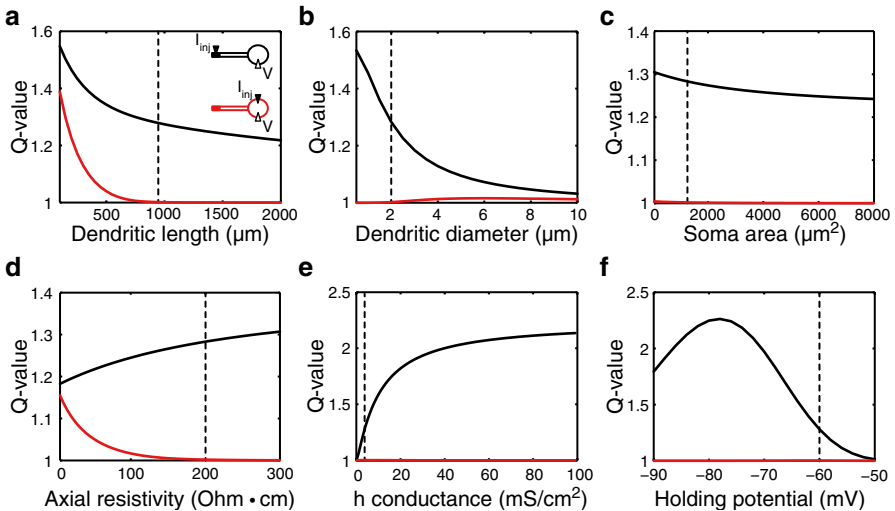 a
Q-value
1.6
1.4
1.2
1
500
1000
1500
2000
Dendritic length (µm)
I inj
V
I inj
V
b
Q-value
1.6
1.4
1.2
1
0
2
4
6
8
10
Dendritic diameter (µm)
c
Q-value
1.4
1.3
1.2
1.1
1
0
2000
4000
6000
8000
Soma area (µm²)
d
Q-value
1.4
1.3
1.2
1.1
1
0
100
200
300
Axial resistivity (Ohm • cm)
e
Q-value
2.5
2
1.5
1
0
20
40
60
80
100
h conductance (mS/cm²)
f
Q-value
2.5
2
1.5
1
−90
−80
−70
−60
−50
Holding potential (mV)